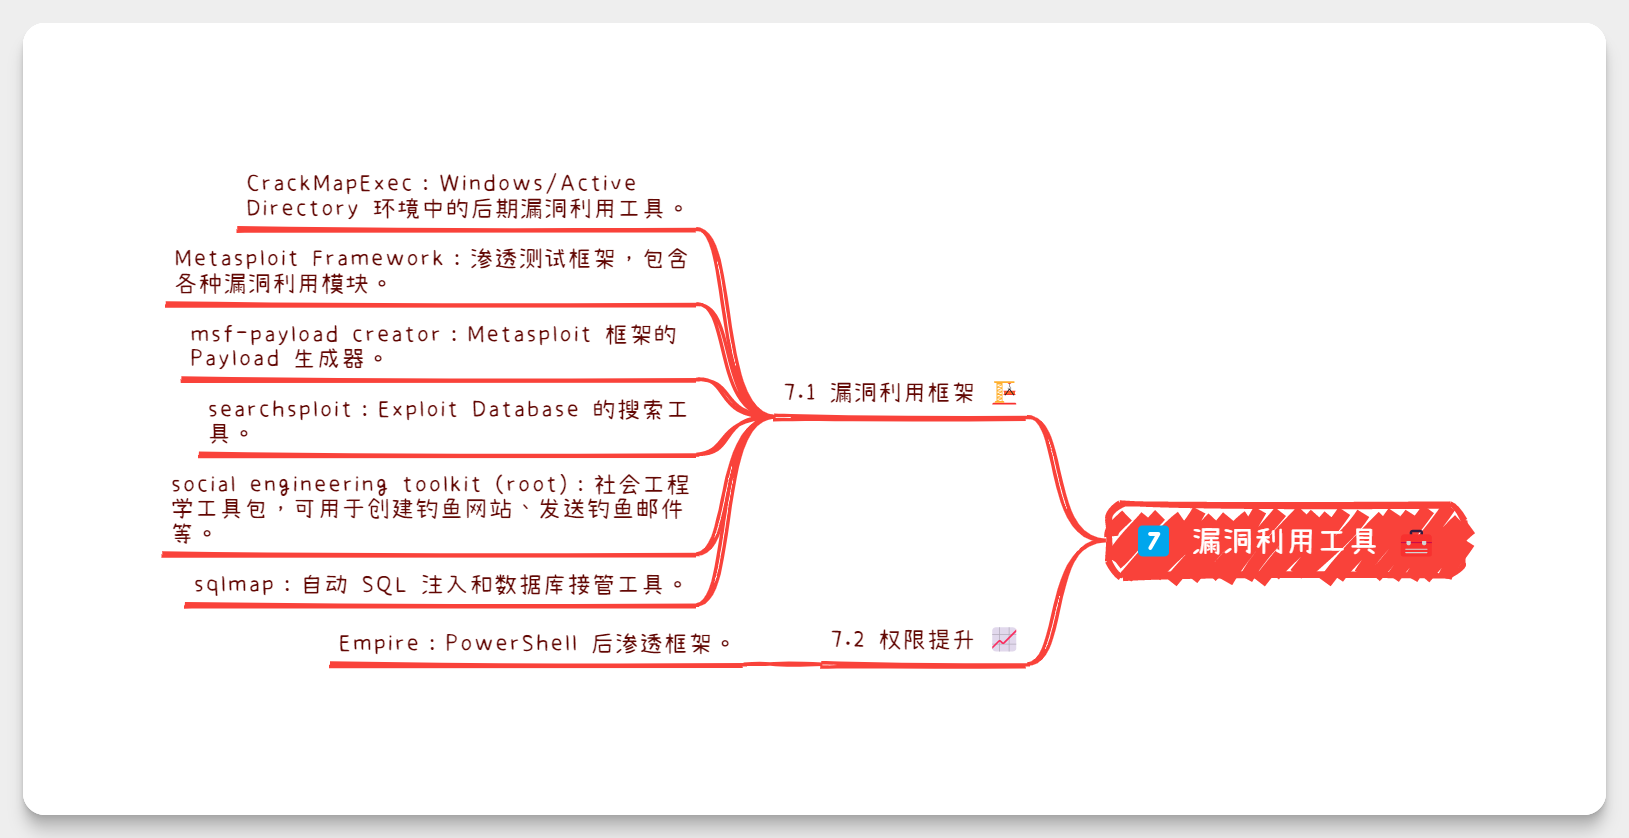 CrackMapExec：Windows/Active
Directory 环境中的后期漏洞利用工具。
Metasploit Framework：渗透测试框架，包含
各种漏洞利用模块。
msf-payload creator：Metasploit 框架的
Payload 生成器。
searchsploit：Exploit Database 的搜索工
具。
social engineering toolkit (root)：社会工程
学工具包，可用于创建钓鱼网站、发送钓鱼邮件
等。
sqlmap：自动 SQL 注入和数据库接管工具。
7.1 漏洞利用框架
Empire：PowerShell 后渗透框架。
7.2 权限提升
7 漏洞利用工具